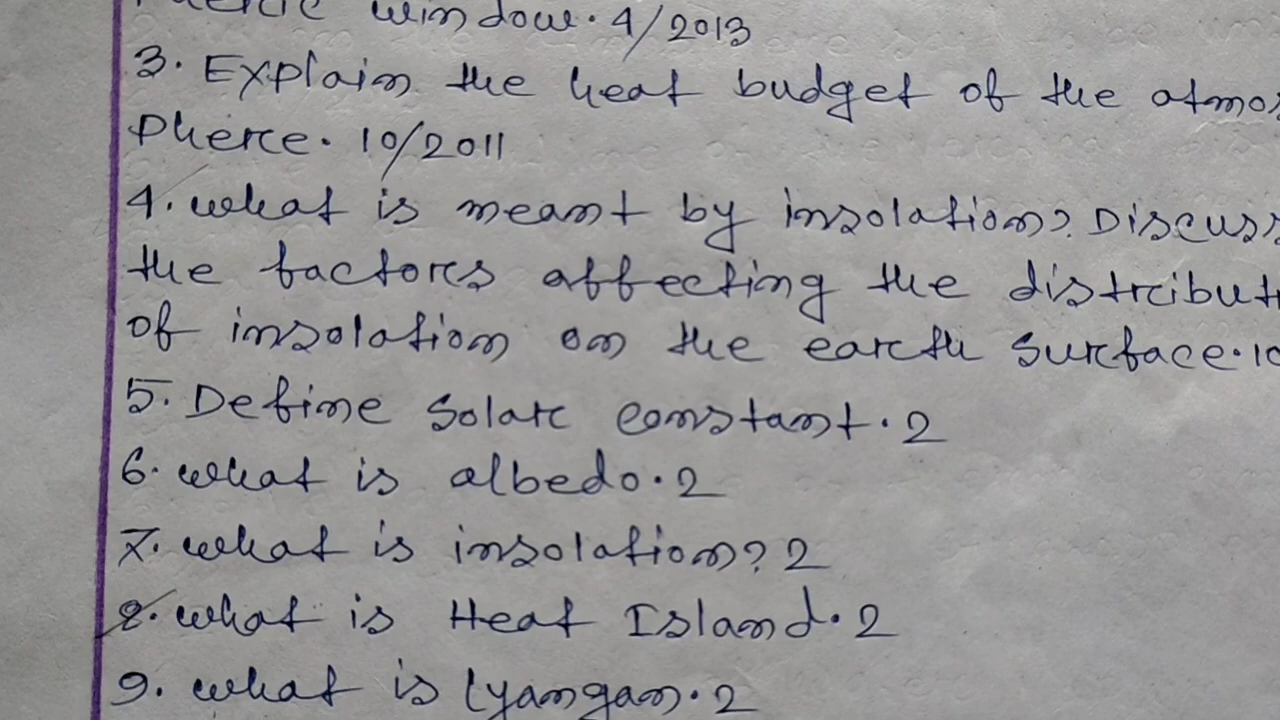 window. 4/2013
3. Explain the heat budget of the atmos
phere. 10/2011
4. what is meant by insolation? Discuss
the factors affecting the distributi
of insolation on the earth surface. 10
5. Define Solar constant. 2
6. what is albedo. 2
7. what is insolation? 2
8. what is Heat Island. 2
9. what is lyangan. 2